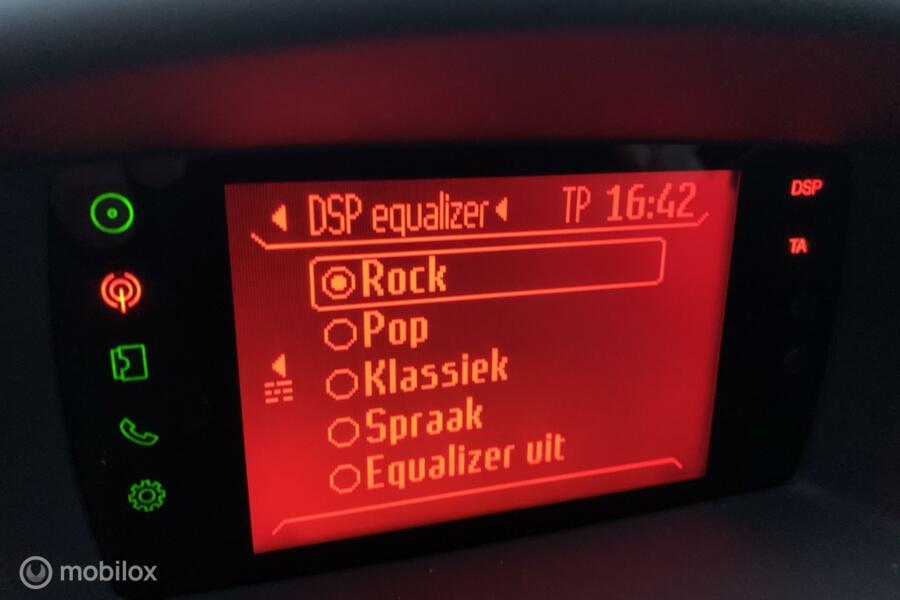 DSP equalizer TP 16:42
DSP
TA
Rock
Pop
Klassiek
Spraak
Equalizer uit
mobilox